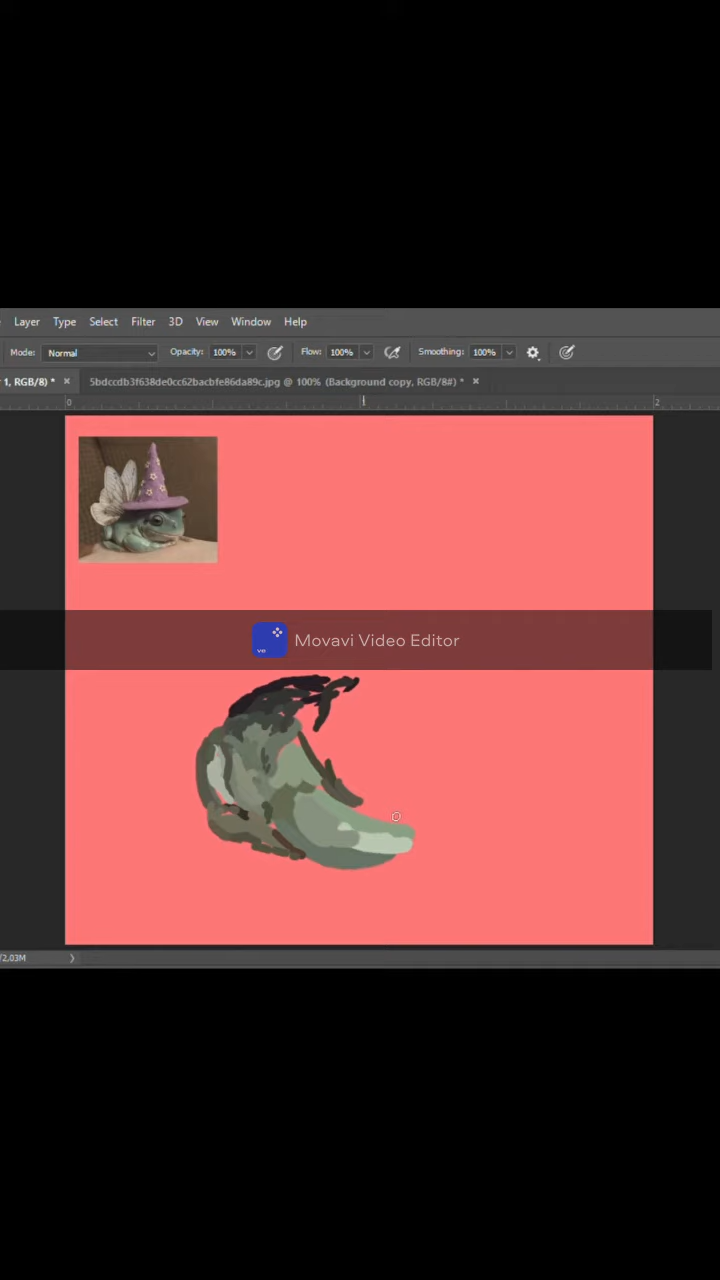 Layer Type Select Filter 3D View Window Help
Mode: Normal Opacity: 100% Flow: 100% Smoothing: 100%
1, RGB/8) * × 5bdccdb3f638de0cc62bacbfe86da89c.jpg @ 100% (Background copy, RGB/8#) * ×
0 1 2
Movavi Video Editor
/2,03M